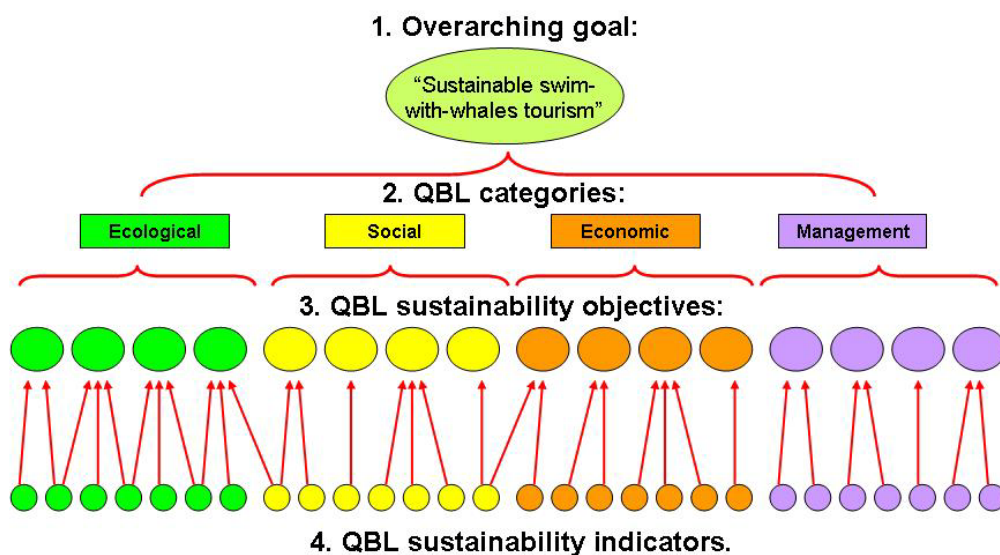 1. Overarching goal:
“Sustainable swim-
with-whales tourism”
2. QBL categories:
Ecological
Social
Economic
Management
3. QBL sustainability objectives:
4. QBL sustainability indicators.